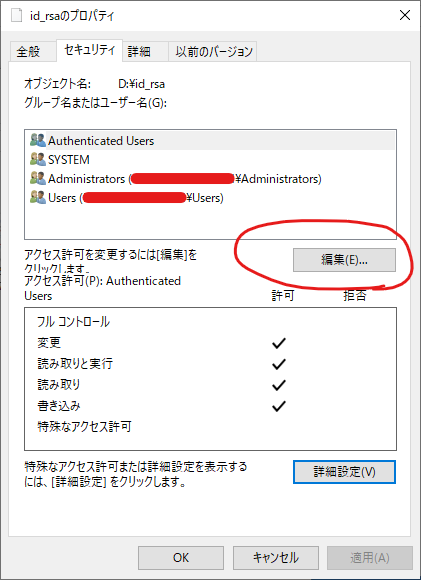 id_rsaのプロパティ
全般 セキュリティ 詳細 以前のバージョン
オブジェクト名: D:¥id_rsa
グループ名またはユーザー名(G):
Authenticated Users
SYSTEM
Administrators ( ¥Administrators)
Users ( ¥Users)
アクセス許可を変更するには[編集]を
クリックします。
編集(E)...
アクセス許可(P): Authenticated
Users 許可 拒否
フル コントロール
変更
読み取りと実行
読み取り
書き込み
特殊なアクセス許可
特殊なアクセス許可または詳細設定を表示する
には、[詳細設定] をクリックします。
詳細設定(V)
OK キャンセル 適用(A)